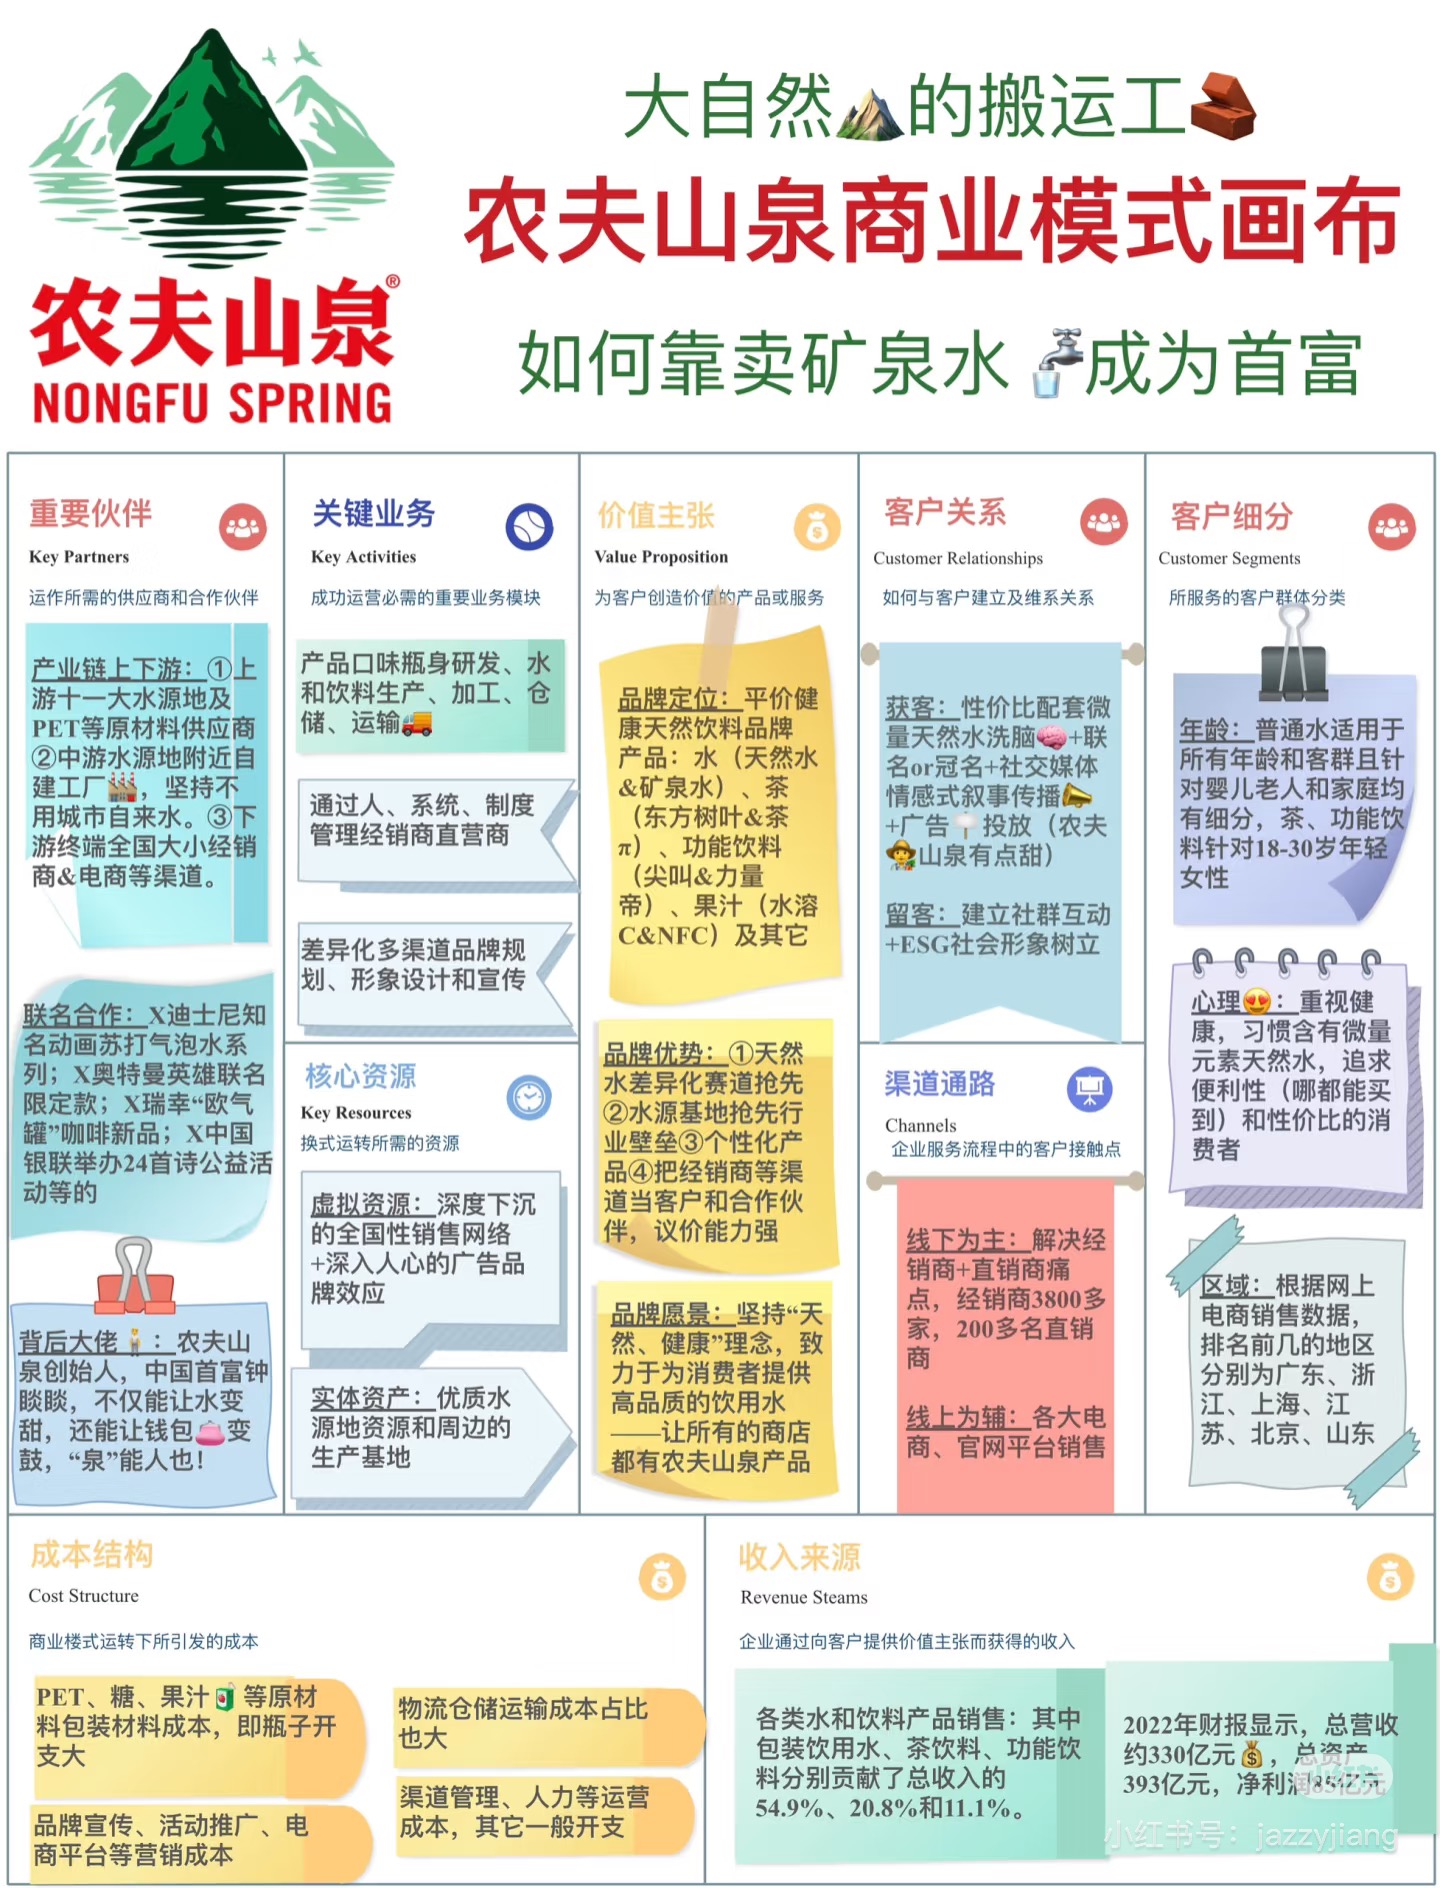 大自然的搬运工
农夫山泉商业模式画布
如何靠卖矿泉水成为首富
农夫山泉®
NONGFU SPRING
重要伙伴
Key Partners
运作所需的供应商和合作伙伴
产业链上下游：①上
游十一大水源地及
PET等原材料供应商
②中游水源地附近自
建工厂，坚持不
用城市自来水。③下
游终端全国大小经销
商&电商等渠道。
联名合作：X迪士尼知
名动画苏打气泡水系
列；X奥特曼英雄联名
限定款；X瑞幸“欧气
罐”咖啡新品；X中国
银联举办24首诗公益活
动等的
背后大佬：农夫山
泉创始人，中国首富钟
睒睒，不仅能让水变
甜，还能让钱包变
鼓，“泉”能人也！
关键业务
Key Activities
成功运营必需的重要业务模块
产品口味瓶身研发、水
和饮料生产、加工、仓
储、运输
通过人、系统、制度
管理经销商直营商
差异化多渠道品牌规
划、形象设计和宣传
核心资源
Key Resources
换式运转所需的资源
虚拟资源：深度下沉
的全国性销售网络
+深入人心的广告品
牌效应
实体资产：优质水
源地资源和周边的
生产基地
价值主张
Value Proposition
为客户创造价值的产品或服务
品牌定位：平价健
康天然饮料品牌
产品：水（天然水
&矿泉水）、茶
（东方树叶&茶
π）、功能饮料
（尖叫&力量
帝）、果汁（水溶
C&NFC）及其它
品牌优势：①天然
水差异化赛道抢先
②水源基地抢先行
业壁垒③个性化产
品④把经销商等渠
道当客户和合作伙
伴，议价能力强
品牌愿景：坚持“天
然、健康”理念，致
力于为消费者提供
高品质的饮用水
——让所有的商店
都有农夫山泉产品
客户关系
Customer Relationships
如何与客户建立及维系关系
获客：性价比配套微
量天然水洗脑+联
名or冠名+社交媒体
情感式叙事传播
+广告投放（农夫
山泉有点甜）
留客：建立社群互动
+ESG社会形象树立
渠道通路
Channels
企业服务流程中的客户接触点
线下为主：解决经
销商+直销商痛
点，经销商3800多
家，200多名直销
商
线上为辅：各大电
商、官网平台销售
客户细分
Customer Segments
所服务的客户群体分类
年龄：普通水适用于
所有年龄和客群且针
对婴儿老人和家庭均
有细分，茶、功能饮
料针对18-30岁年轻
女性
心理：重视健
康，习惯含有微量
元素天然水，追求
便利性（哪都能买
到）和性价比的消
费者
区域：根据网上
电商销售数据，
排名前几的地区
分别为广东、浙
江、上海、江
苏、北京、山东
成本结构
Cost Structure
商业楼式运转下所引发的成本
PET、糖、果汁等原材
料包装材料成本，即瓶子开
支大
品牌宣传、活动推广、电
商平台等营销成本
物流仓储运输成本占比
也大
渠道管理、人力等运营
成本，其它一般开支
收入来源
Revenue Steams
企业通过向客户提供价值主张而获得的收入
各类水和饮料产品销售：其中
包装饮用水、茶饮料、功能饮
料分别贡献了总收入的
54.9%、20.8%和11.1%。
2022年财报显示，总营收
约330亿元，总资产
393亿元，净利润85亿元
小红书
小红书号：jazzyjiang